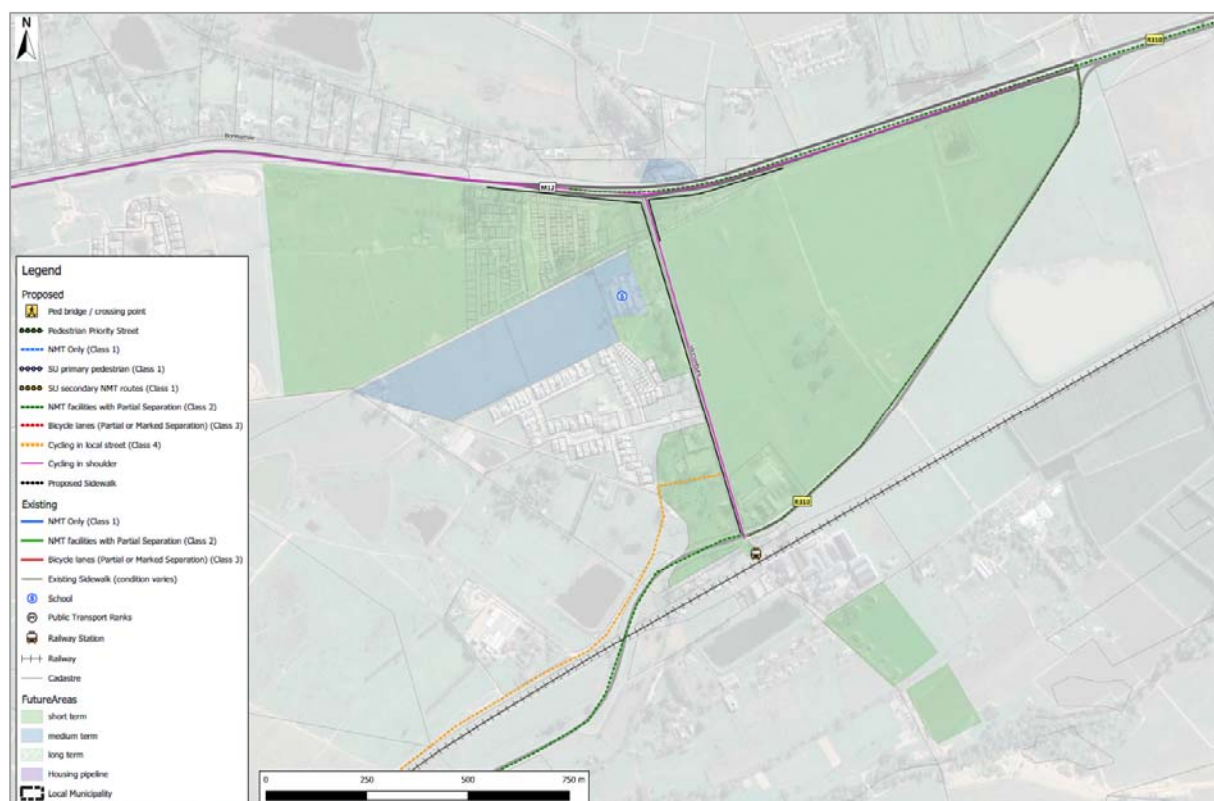 N
R310
Bonniemile
M12
Vlottenburg
R310
Legend
Proposed
Ped bridge / crossing point
Pedestrian Priority Street
NMT Only (Class 1)
SU primary pedestrian (Class 1)
SU secondary NMT routes (Class 1)
NMT facilities with Partial Separation (Class 2)
Bicycle lanes (Partial or Marked Separation) (Class 3)
Cycling in local street (Class 4)
Cycling in shoulder
Proposed Sidewalk
Existing
NMT Only (Class 1)
NMT facilities with Partial Separation (Class 2)
Bicycle lanes (Partial or Marked Separation) (Class 3)
Existing Sidewalk (condition varies)
School
Public Transport Ranks
Railway Station
Railway
Cadastre
FutureAreas
short term
medium term
long term
Housing pipeline
Local Municipality
0 250 500 750 m